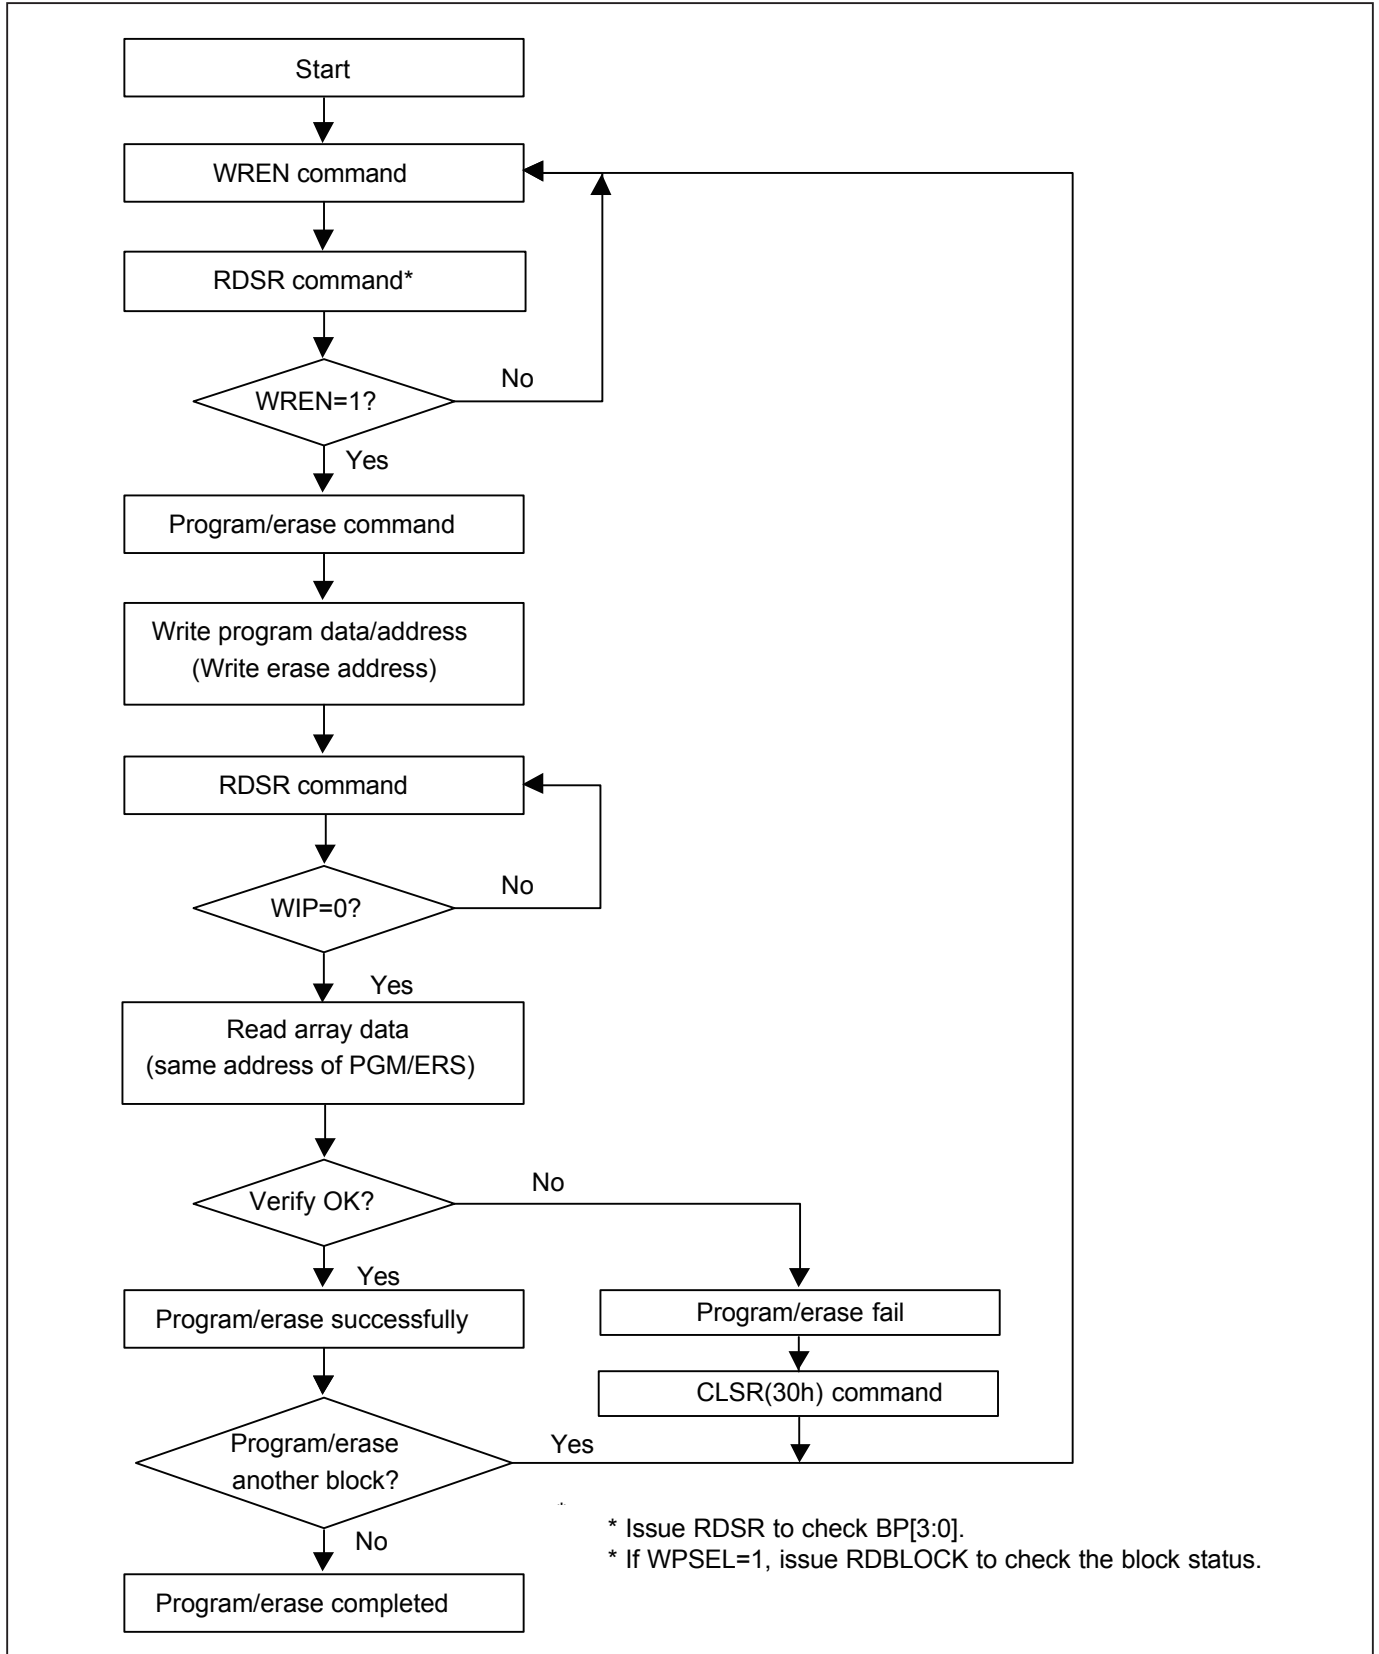 Start
WREN command
RDSR command*
WREN=1?
No
Yes
Program/erase command
Write program data/address
(Write erase address)
RDSR command
WIP=0?
No
Yes
Read array data
(same address of PGM/ERS)
Verify OK?
No
Yes
Program/erase successfully
Program/erase fail
CLSR(30h) command
Program/erase
another block?
Yes
No
*
* Issue RDSR to check BP[3:0].
* If WPSEL=1, issue RDBLOCK to check the block status.
Program/erase completed